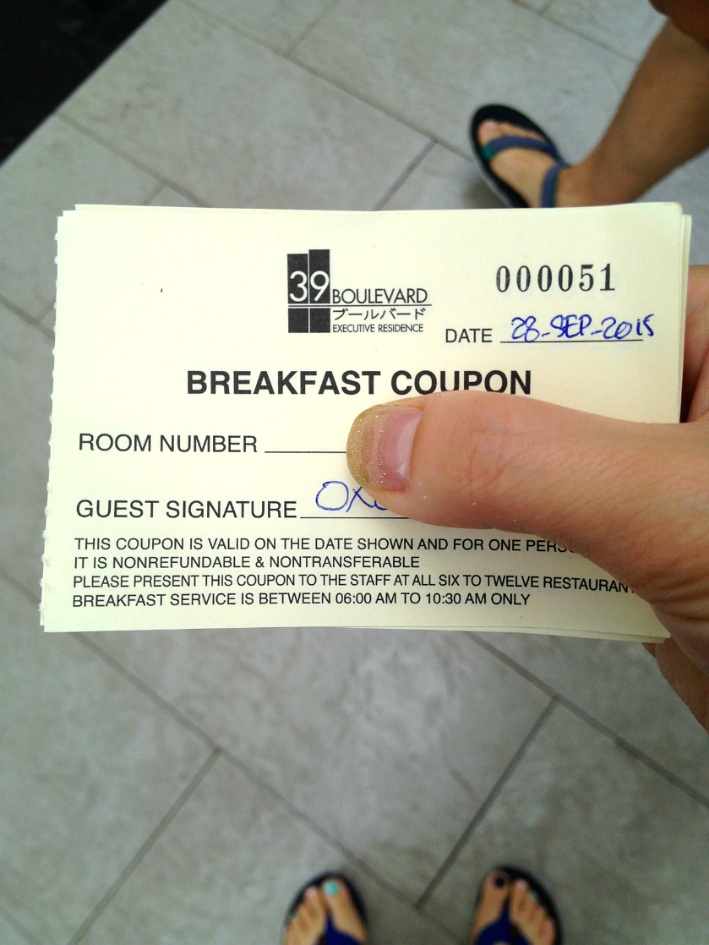 39 BOULEVARD
ブールバード
EXECUTIVE RESIDENCE
000051
DATE 28-SEP-2015
BREAKFAST COUPON
ROOM NUMBER
GUEST SIGNATURE
THIS COUPON IS VALID ON THE DATE SHOWN AND FOR ONE
IT IS NONREFUNDABLE & NONTRANSFERABLE
PLEASE PRESENT THIS COUPON TO THE STAFF AT ALL SIX TO TWELVE RESTAURANT
BREAKFAST SERVICE IS BETWEEN 06:00 AM TO 10:30 AM ONLY